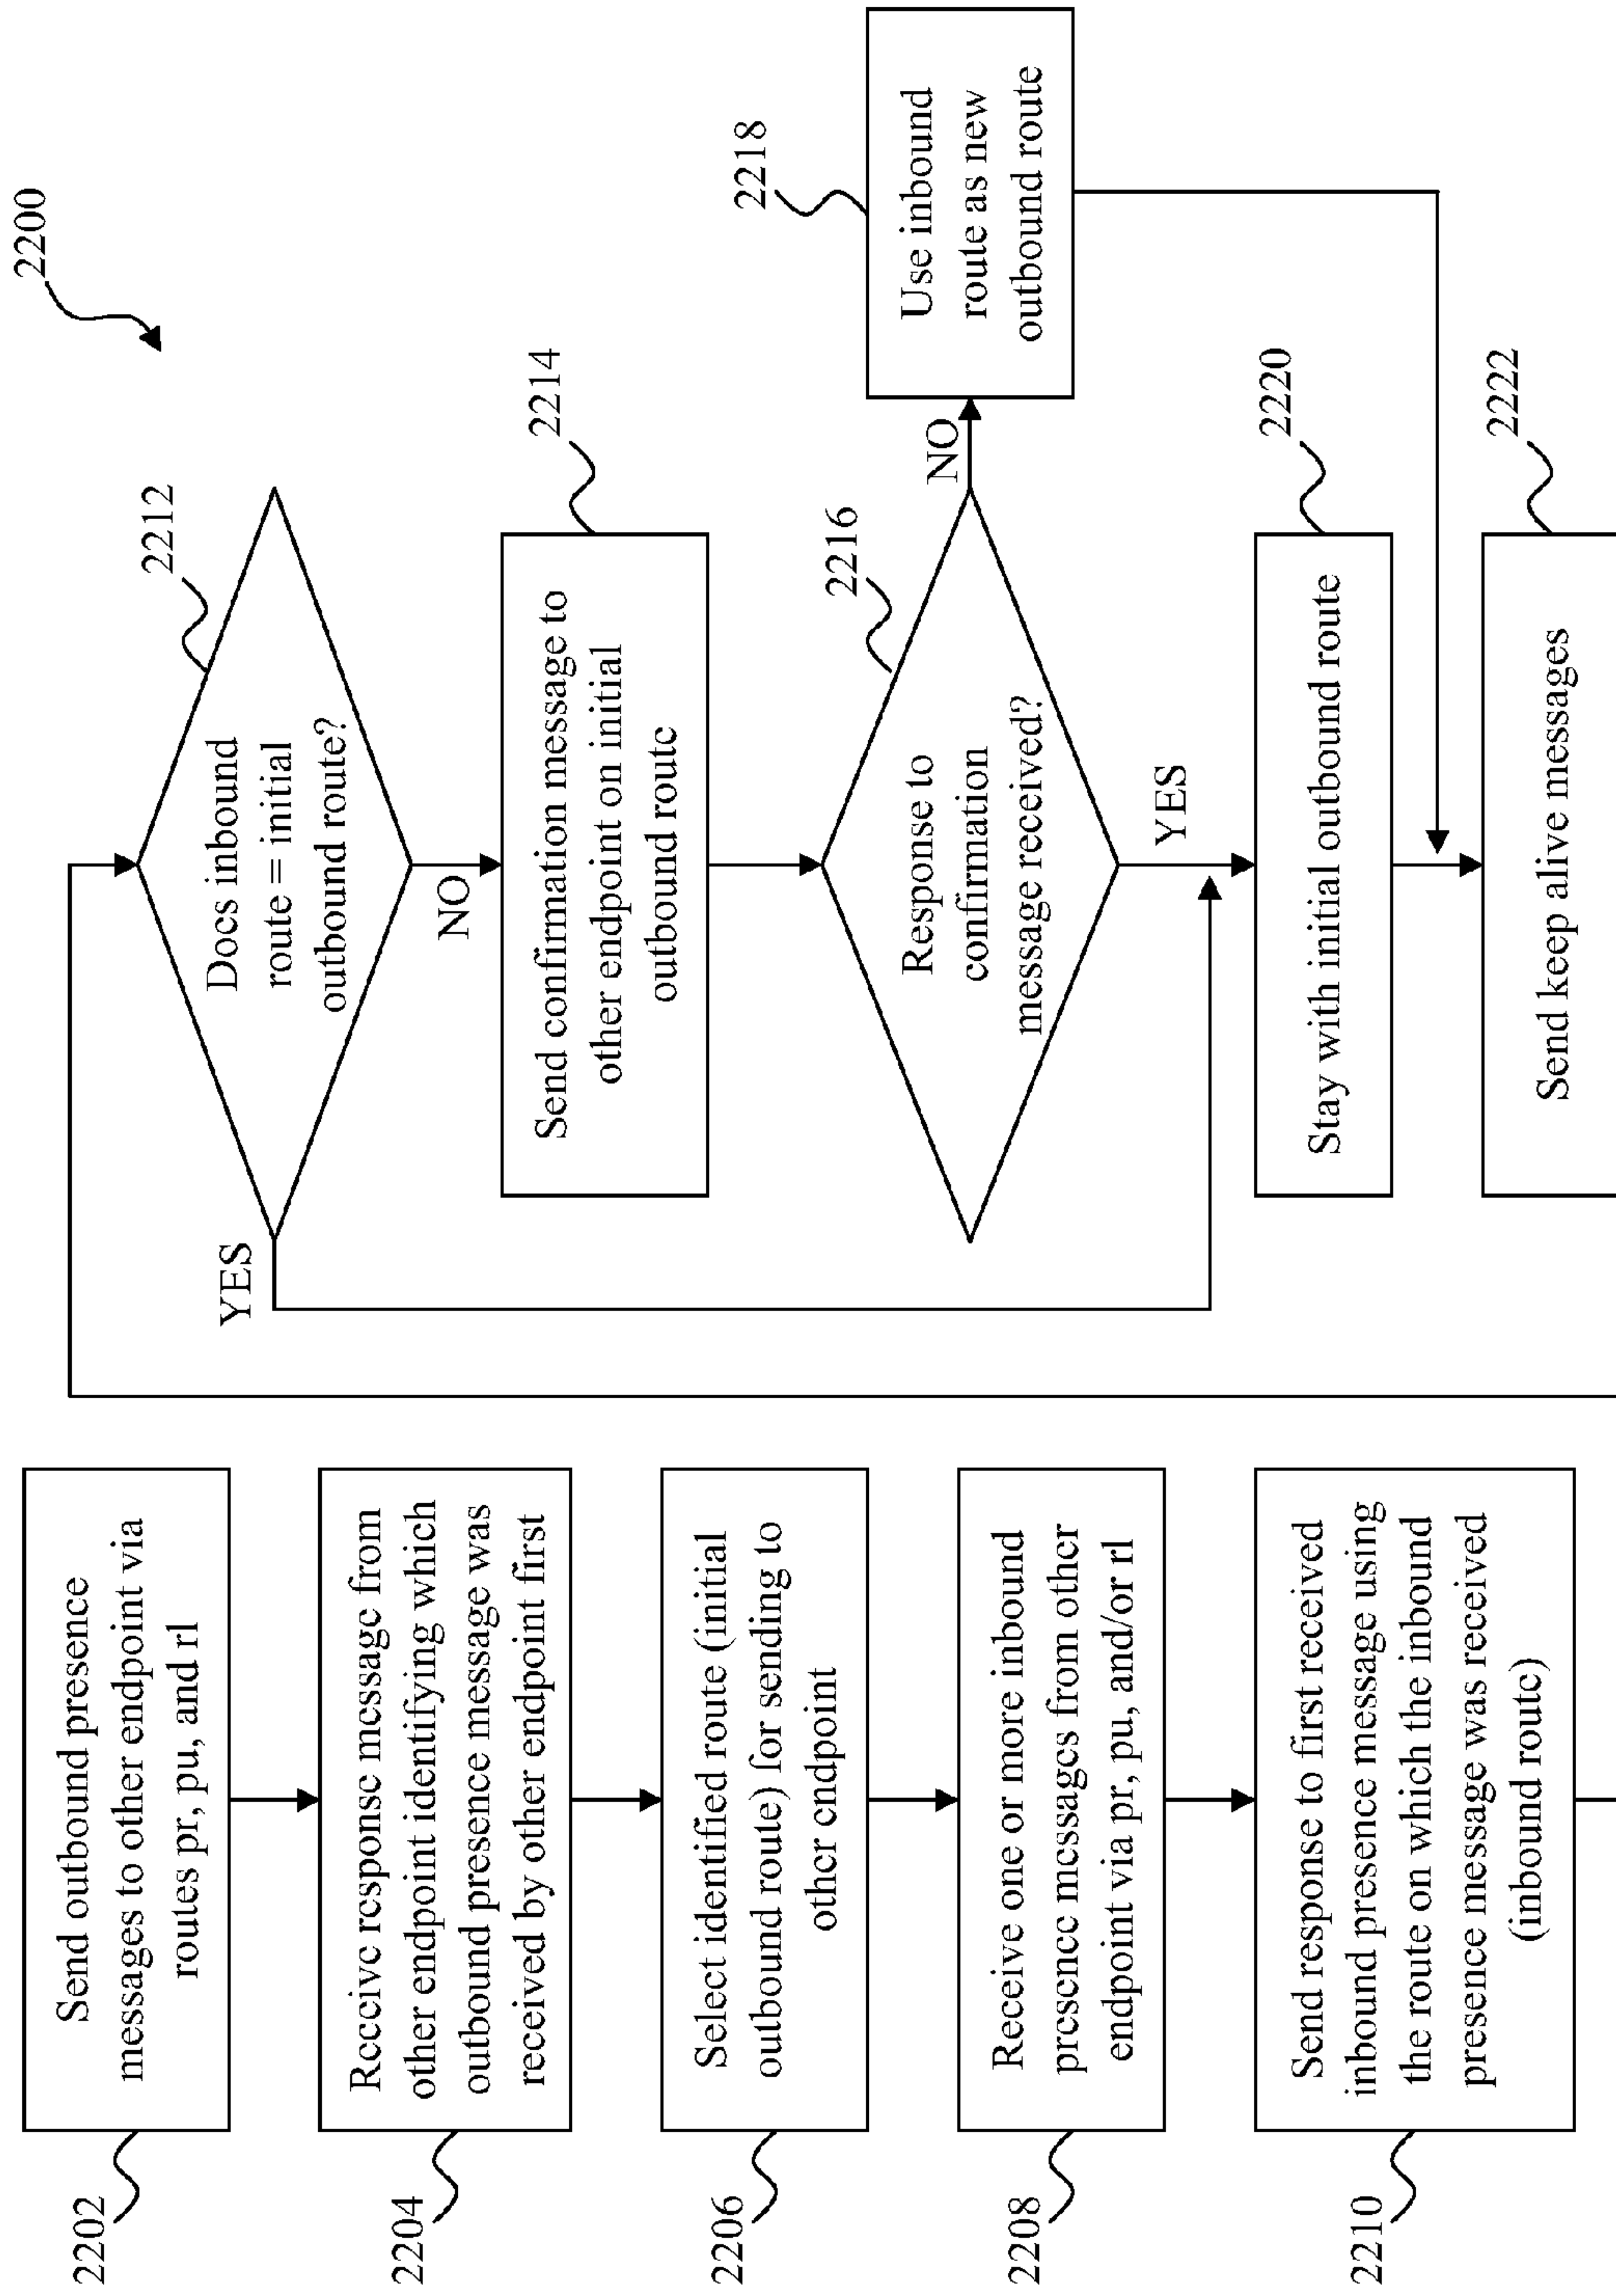 2200
2202
Send outbound presence
messages to other endpoint via
routes pr, pu, and rl
2204
Receive response message from
other endpoint identifying which
outbound presence message was
received by other endpoint first
2206
Select identified route (initial
outbound route) for sending to
other endpoint
2208
Receive one or more inbound
presence messages from other
endpoint via pr, pu, and/or rl
2210
Send response to first received
inbound presence message using
the route on which the inbound
presence message was received
(inbound route)
2212
Does inbound
route = initial
outbound route?
YES
NO
2214
Send confirmation message to
other endpoint on initial
outbound route
2216
Response to
confirmation
message received?
NO
YES
2218
Use inbound
route as new
outbound route
2220
Stay with initial outbound route
2222
Send keep alive messages